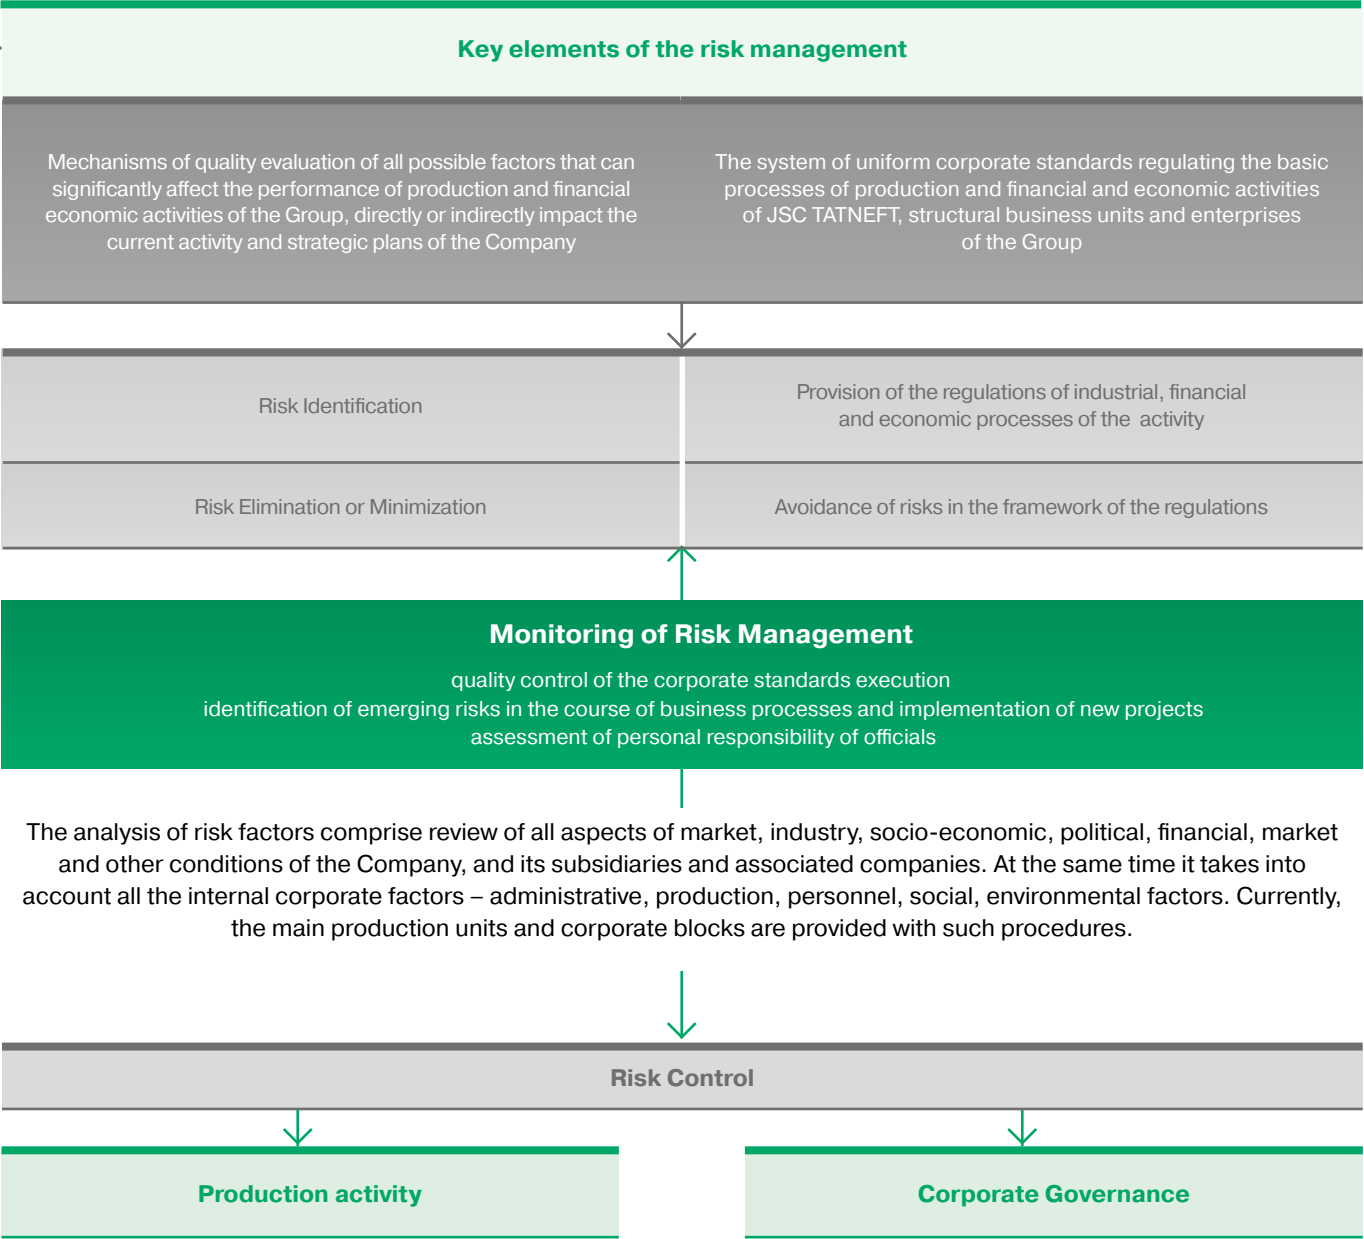 Key elements of the risk management
Mechanisms of quality evaluation of all possible factors that can
significantly affect the performance of production and financial
economic activities of the Group, directly or indirectly impact the
current activity and strategic plans of the Company
The system of uniform corporate standards regulating the basic
processes of production and financial and economic activities
of JSC TATNEFT, structural business units and enterprises
of the Group
Risk Identification
Provision of the regulations of industrial, financial
and economic processes of the activity
Risk Elimination or Minimization
Avoidance of risks in the framework of the regulations
Monitoring of Risk Management
quality control of the corporate standards execution
identification of emerging risks in the course of business processes and implementation of new projects
assessment of personal responsibility of officials
The analysis of risk factors comprise review of all aspects of market, industry, socio-economic, political, financial, market
and other conditions of the Company, and its subsidiaries and associated companies. At the same time it takes into
account all the internal corporate factors – administrative, production, personnel, social, environmental factors. Currently,
the main production units and corporate blocks are provided with such procedures.
Risk Control
Production activity
Corporate Governance